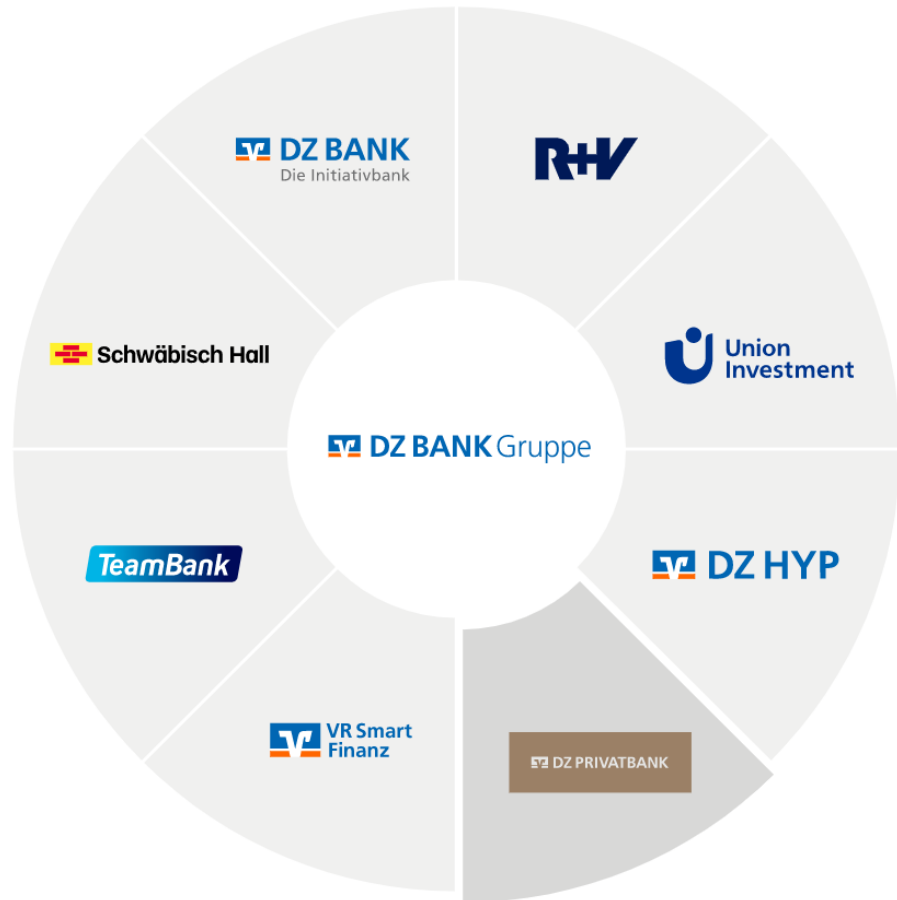 DZ BANK
Die Initiativbank
R+V
Schwäbisch Hall
Union
Investment
DZ BANK Gruppe
TeamBank
DZ HYP
VR Smart
Finanz
DZ PRIVATBANK